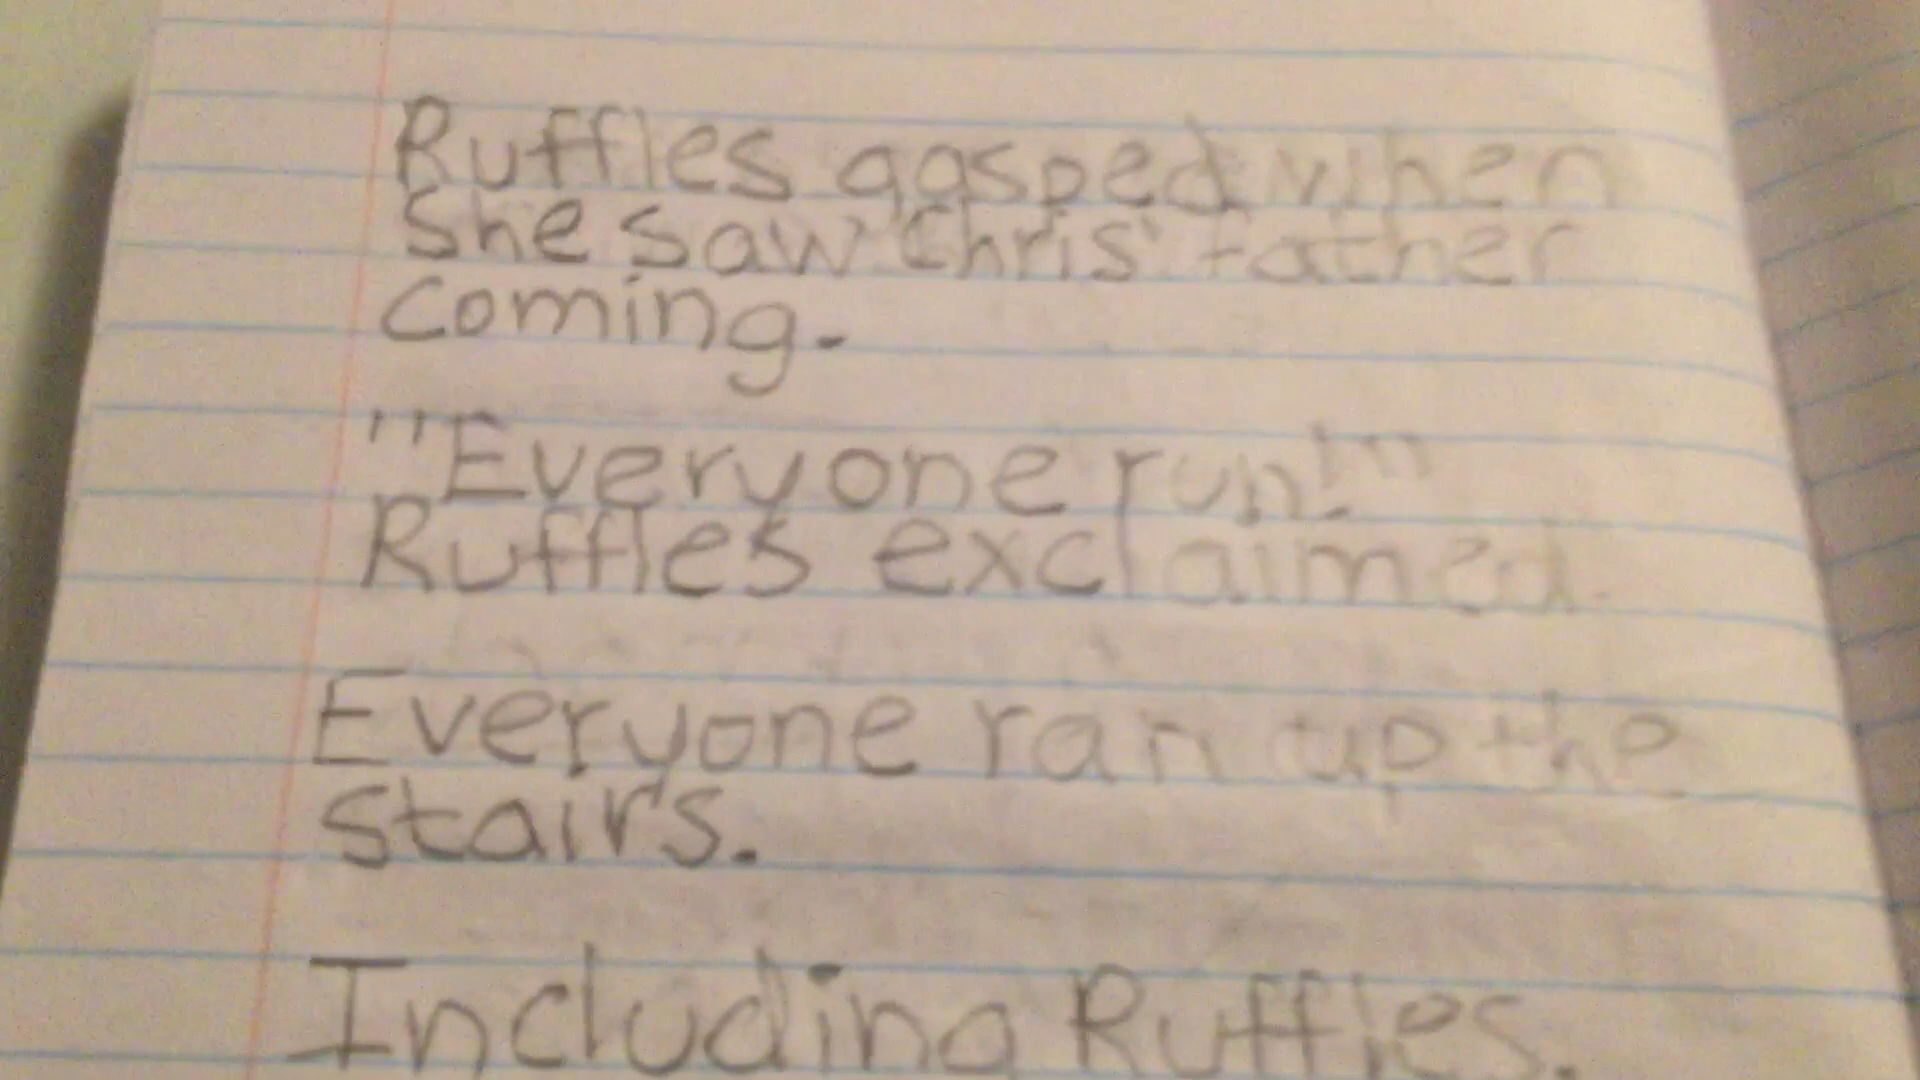 Ruffles gasped when
She saw Chris' father
Coming.
"Everyone run!"
Ruffles exclaimed.
Everyone ran up the
stairs.
Including Ruffles.